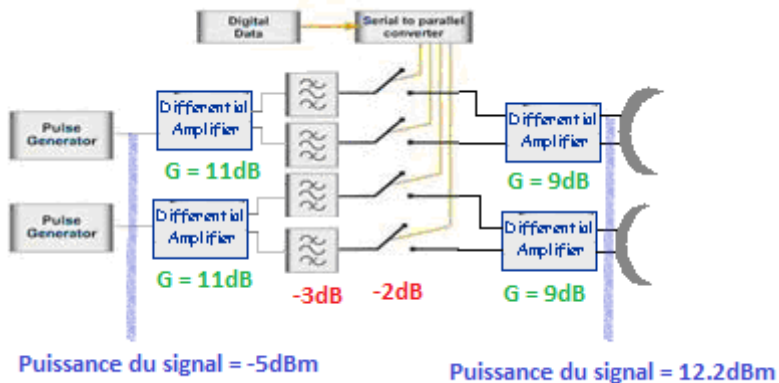 Digital
Data
Serial to parallel
converter
Pulse
Generator
Differential
Amplifier
G = 11dB
Differential
Amplifier
G = 9dB
Pulse
Generator
Differential
Amplifier
G = 11dB
-3dB
-2dB
Differential
Amplifier
G = 9dB
Puissance du signal = -5dBm
Puissance du signal = 12.2dBm